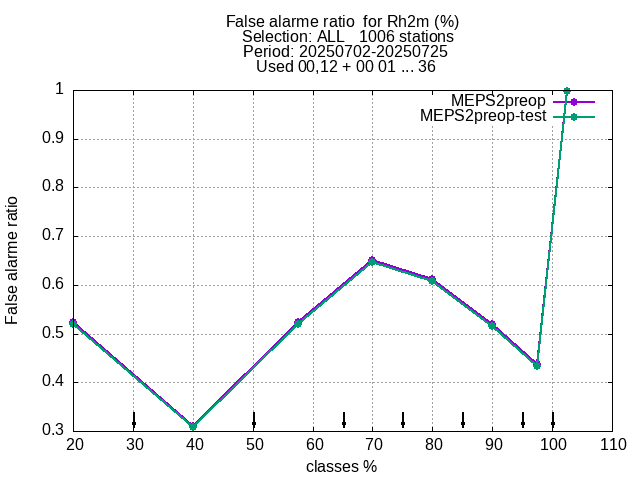 False alarme ratio  for Rh2m (%)
Selection: ALL   1006 stations
Period: 20250702-20250725
Used 00,12 + 00 01 ... 36
MEPS2preop
MEPS2preop-test
False alarme ratio
1
0.9
0.8
0.7
0.6
0.5
0.4
0.3
20 30 40 50 60 70 80 90 100 110
classes %